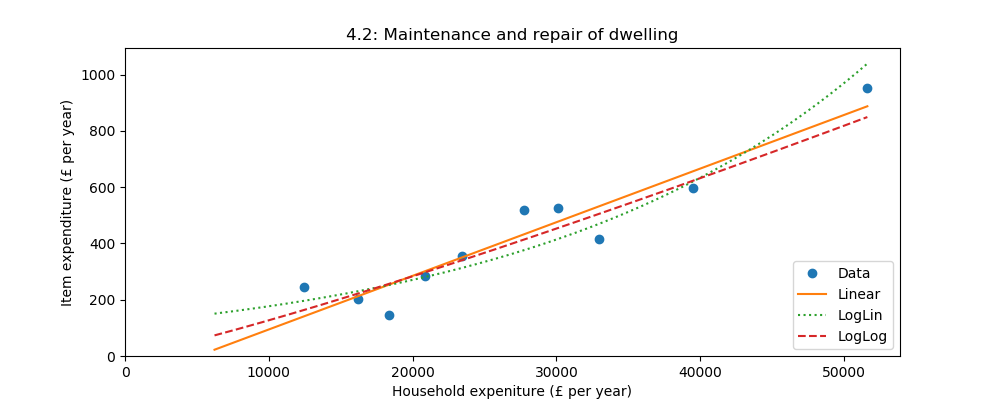 4.2: Maintenance and repair of dwelling
Item expenditure (£ per year)
1000
800
600
400
200
0
0 10000 20000 30000 40000 50000
Household expeniture (£ per year)
Data
Linear
LogLin
LogLog